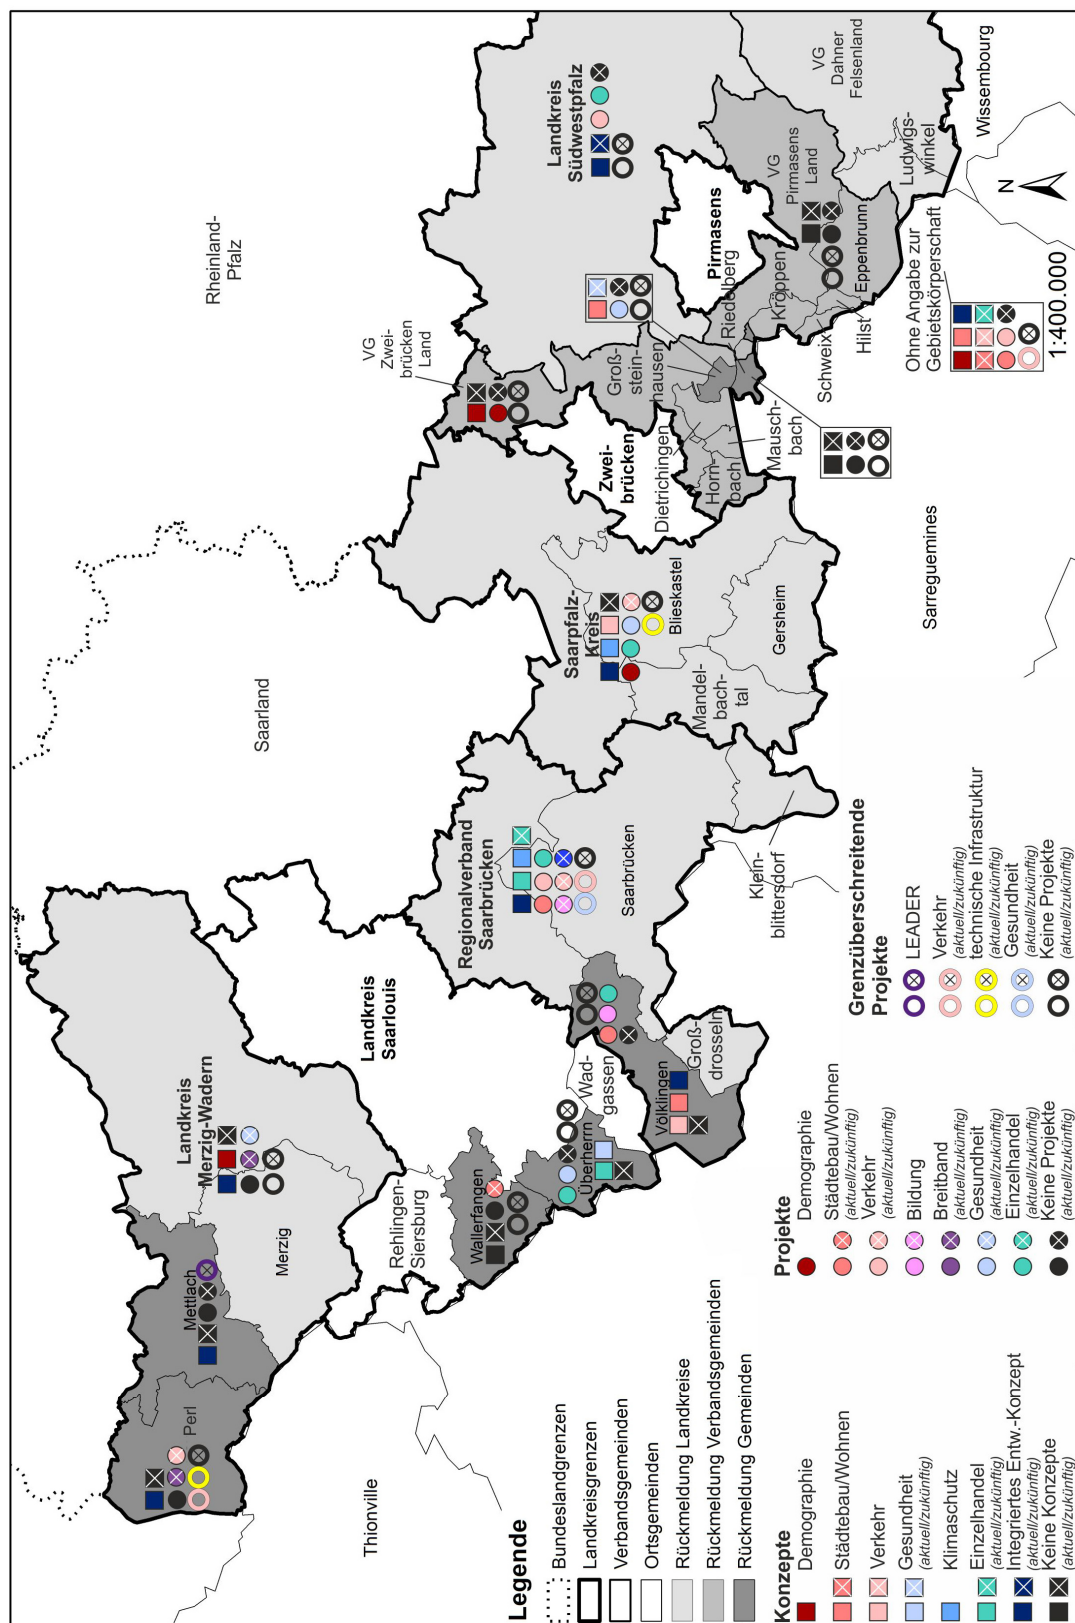 Rheinland-
Pfalz
Saarland
Landkreis
Südwestpfalz
VG
Dahner
Felsenland
Wissembourg
Ludwigs-
winkel
VG
Pirmasens
Land
Pirmasens
Eppenbrunn
Kröppen
Riedelberg
Hilst
Schweix
VG
Zwei-
brücken
Land
Groß-
stein-
hausen
Zwei-
brücken
Dietrichingen
Horn-
bach
Mausch-
bach
Ohne Angabe zur
Gebietskörperschaft
N
1:400.000
Saarpfalz-
Kreis
Blieskastel
Gersheim
Mandel-
bach-
tal
Sarreguemines
Regionalverband
Saarbrücken
Saarbrücken
Klein-
blittersdorf
Landkreis
Merzig-Wadern
Merzig
Mettlach
Perl
Landkreis
Saarlouis
Rehlingen-
Siersburg
Wallerfangen
Überherrn
Wad-
gassen
Völklingen
Groß-
drosseln
Thionville
Legende
Bundeslandgrenzen
Landkreisgrenzen
Verbandsgemeinden
Ortsgemeinden
Rückmeldung Landkreise
Rückmeldung Verbandsgemeinden
Rückmeldung Gemeinden
Konzepte
Demographie
Städtebau/Wohnen
Verkehr
Gesundheit
(aktuell/zukünftig)
Klimaschutz
Einzelhandel
(aktuell/zukünftig)
Integriertes Entw.-Konzept
(aktuell/zukünftig)
Keine Konzepte
(aktuell/zukünftig)
Projekte
Demographie
Städtebau/Wohnen
(aktuell/zukünftig)
Verkehr
(aktuell/zukünftig)
Bildung
Breitband
(aktuell/zukünftig)
Gesundheit
(aktuell/zukünftig)
Einzelhandel
(aktuell/zukünftig)
Keine Projekte
(aktuell/zukünftig)
Grenzüberschreitende
Projekte
LEADER
Verkehr
(aktuell/zukünftig)
technische Infrastruktur
(aktuell/zukünftig)
Gesundheit
(aktuell/zukünftig)
Keine Projekte
(aktuell/zukünftig)